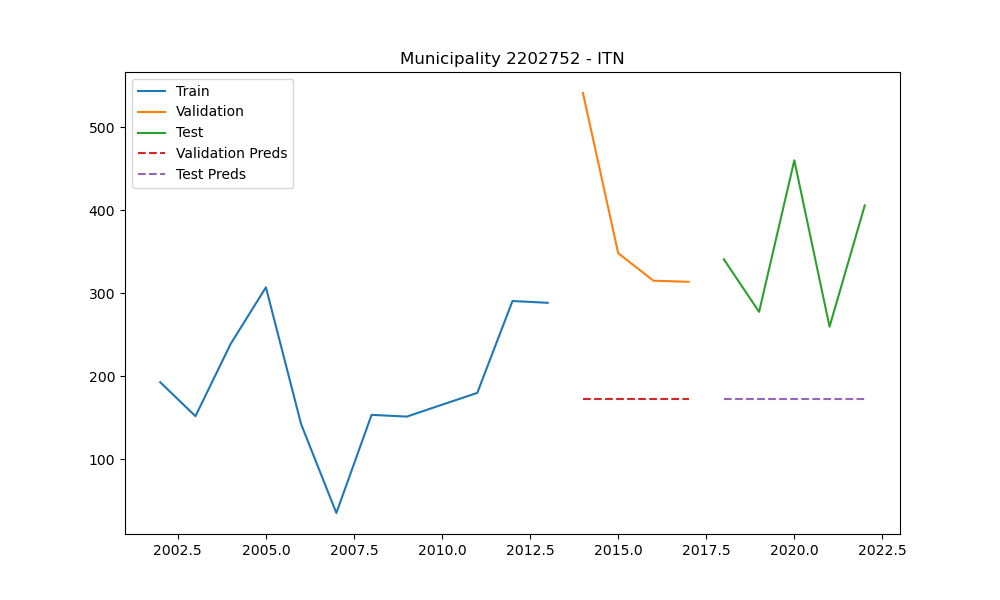 Municipality 2202752 - ITN
Train
Validation
Test
Validation Preds
Test Preds
500
400
300
200
100
2002.5 2005.0 2007.5 2010.0 2012.5 2015.0 2017.5 2020.0 2022.5